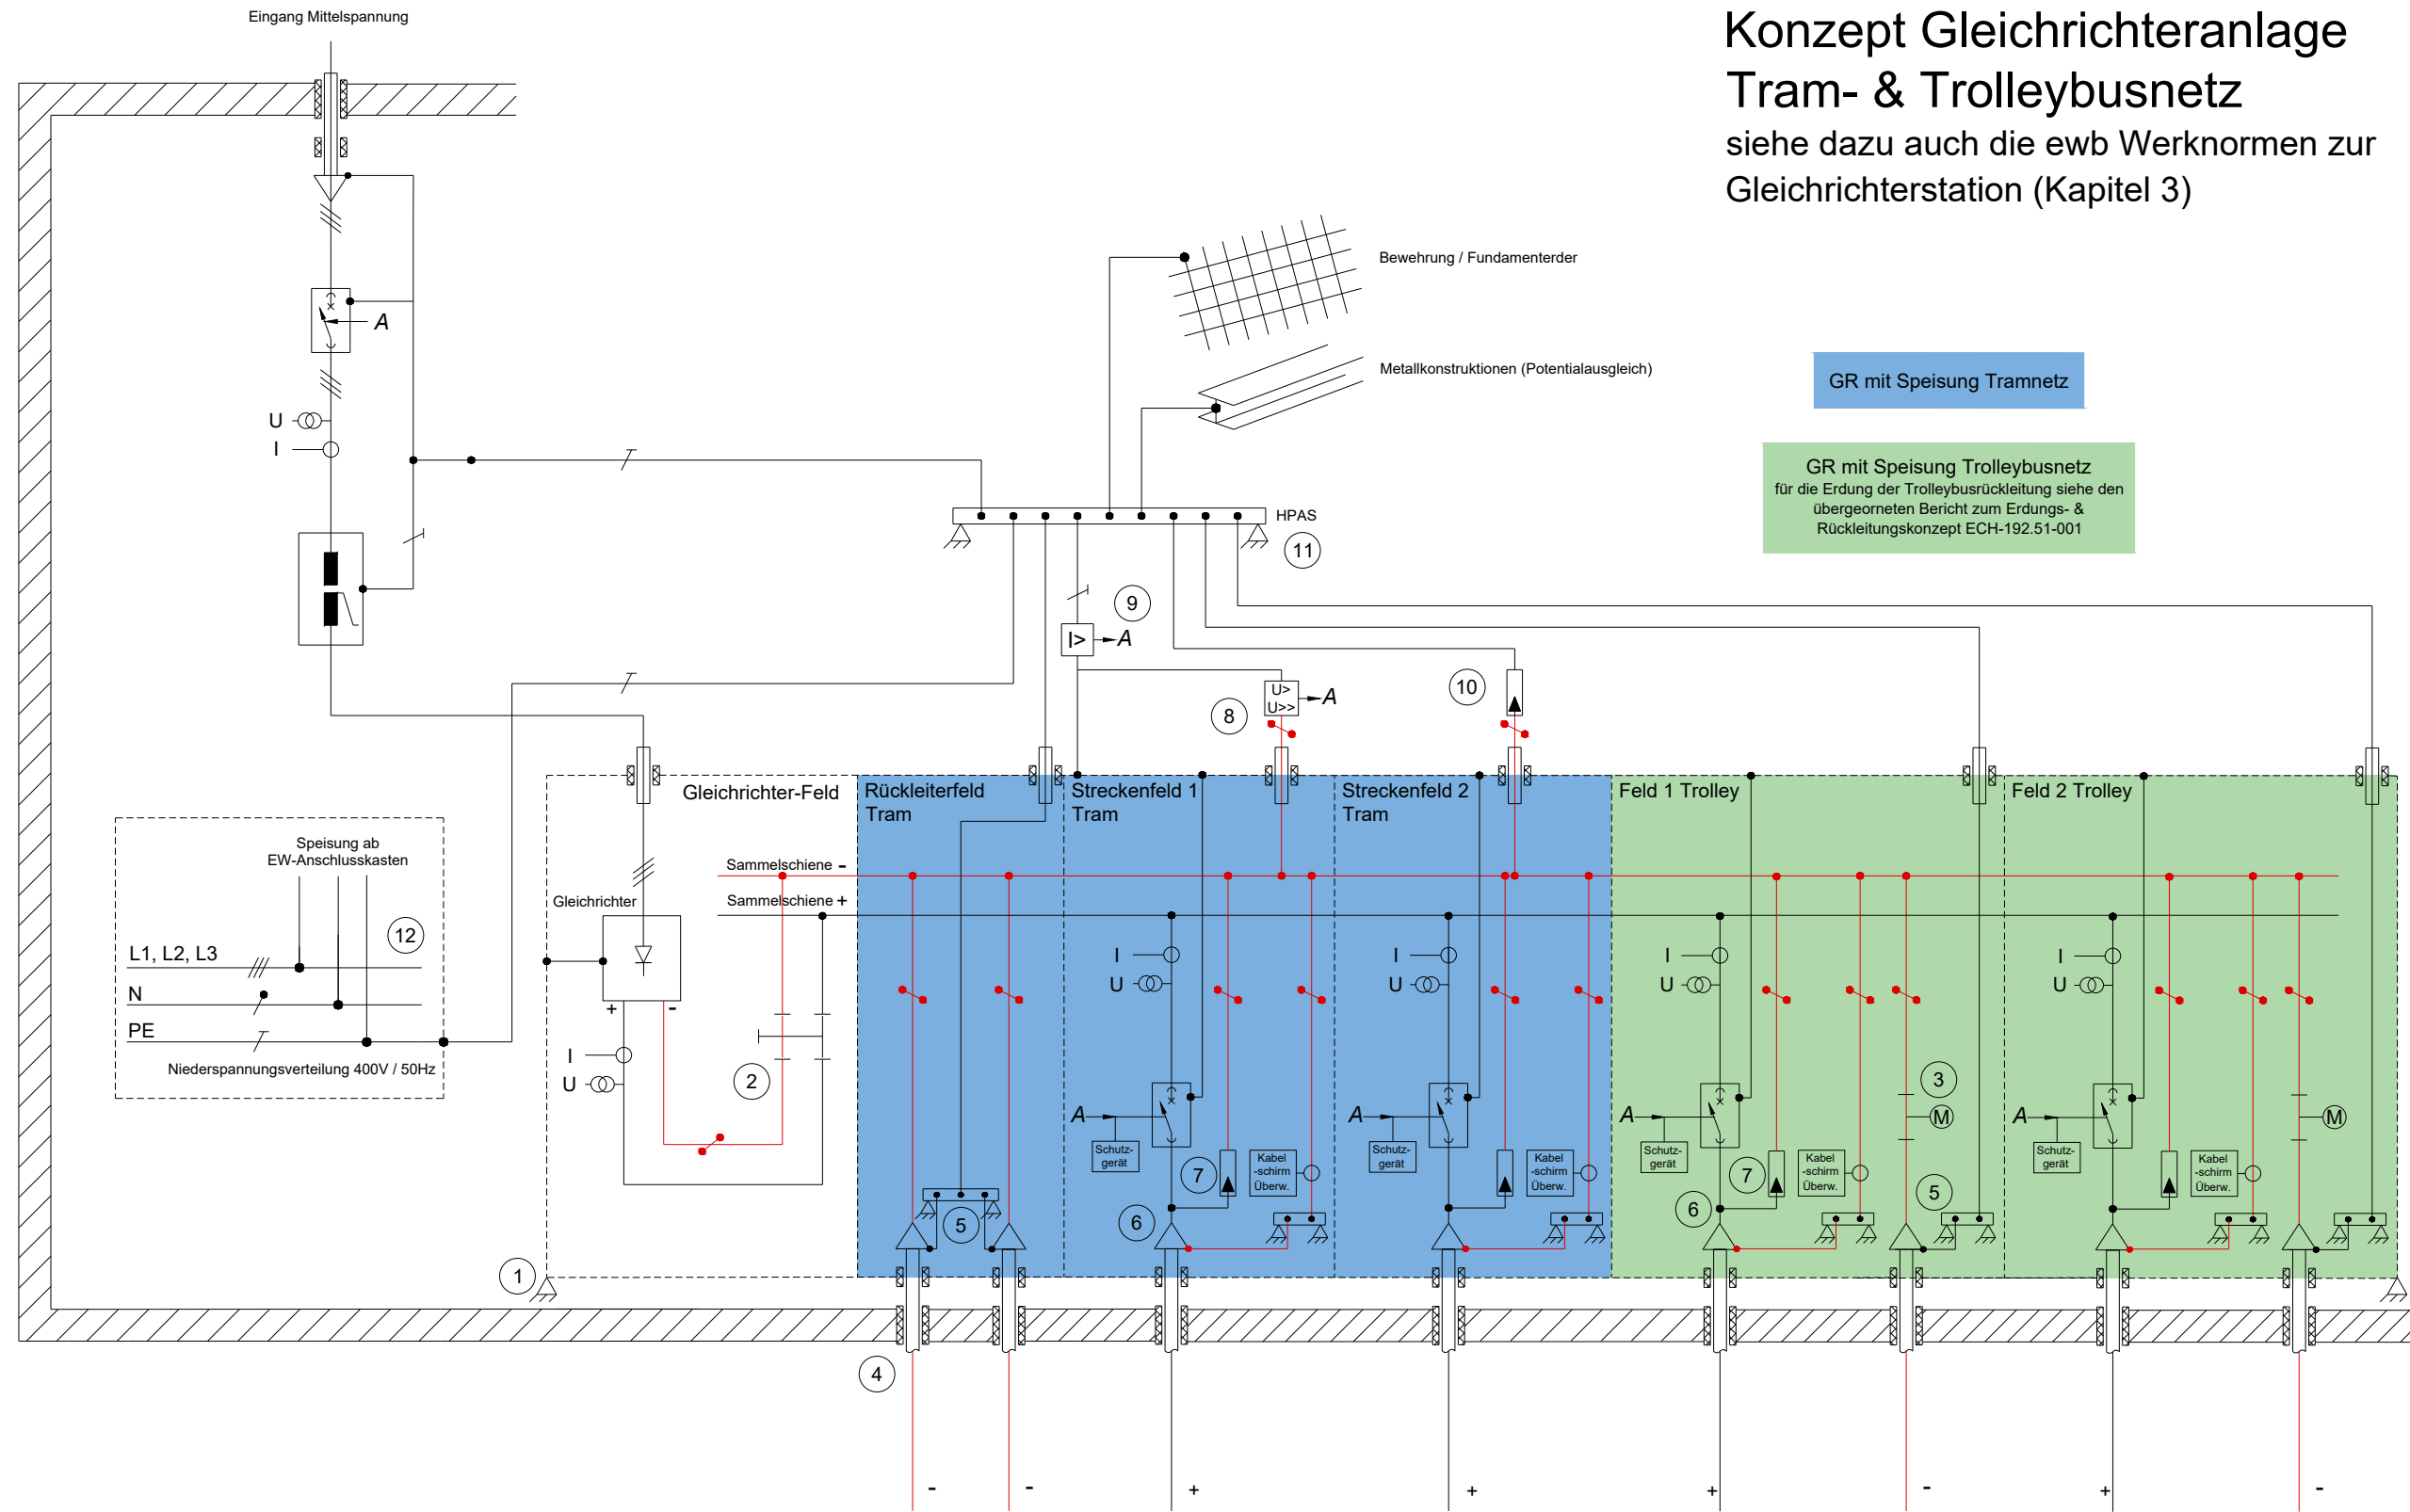 Eingang Mittelspannung
Konzept Gleichrichteranlage
Tram- & Trolleybusnetz
siehe dazu auch die ewb Werknormen zur
Gleichrichterstation (Kapitel 3)
Bewehrung / Fundamenterder
A
Metallkonstruktionen (Potentialausgleich)
GR mit Speisung Tramnetz
U
I
GR mit Speisung Trolleybusnetz
für die Erdung der Trolleybusrückleitung siehe den
übergeorneten Bericht zum Erdungs- &
Rückleitungskonzept ECH-192.51-001
HPAS
11
9
I>
A
10
U>
U>>
A
8
Gleichrichter-Feld
Rückleiterfeld
Tram
Streckenfeld 1
Tram
Streckenfeld 2
Tram
Feld 1 Trolley
Feld 2 Trolley
Speisung ab
EW-Anschlusskasten
Sammelschiene -
Gleichrichter
Sammelschiene +
12
L1, L2, L3
N
PE
Niederspannungsverteilung 400V / 50Hz
+
-
I
U
2
I
U
I
U
I
U
I
U
3
A
A
A
M
A
M
Schutz-
gerät
Schutz-
gerät
Schutz-
gerät
Schutz-
gerät
7
Kabel
-schirm
Überw.
Kabel
-schirm
Überw.
7
Kabel
-schirm
Überw.
Kabel
-schirm
Überw.
5
6
6
5
1
4
-
-
+
+
+
-
+
-